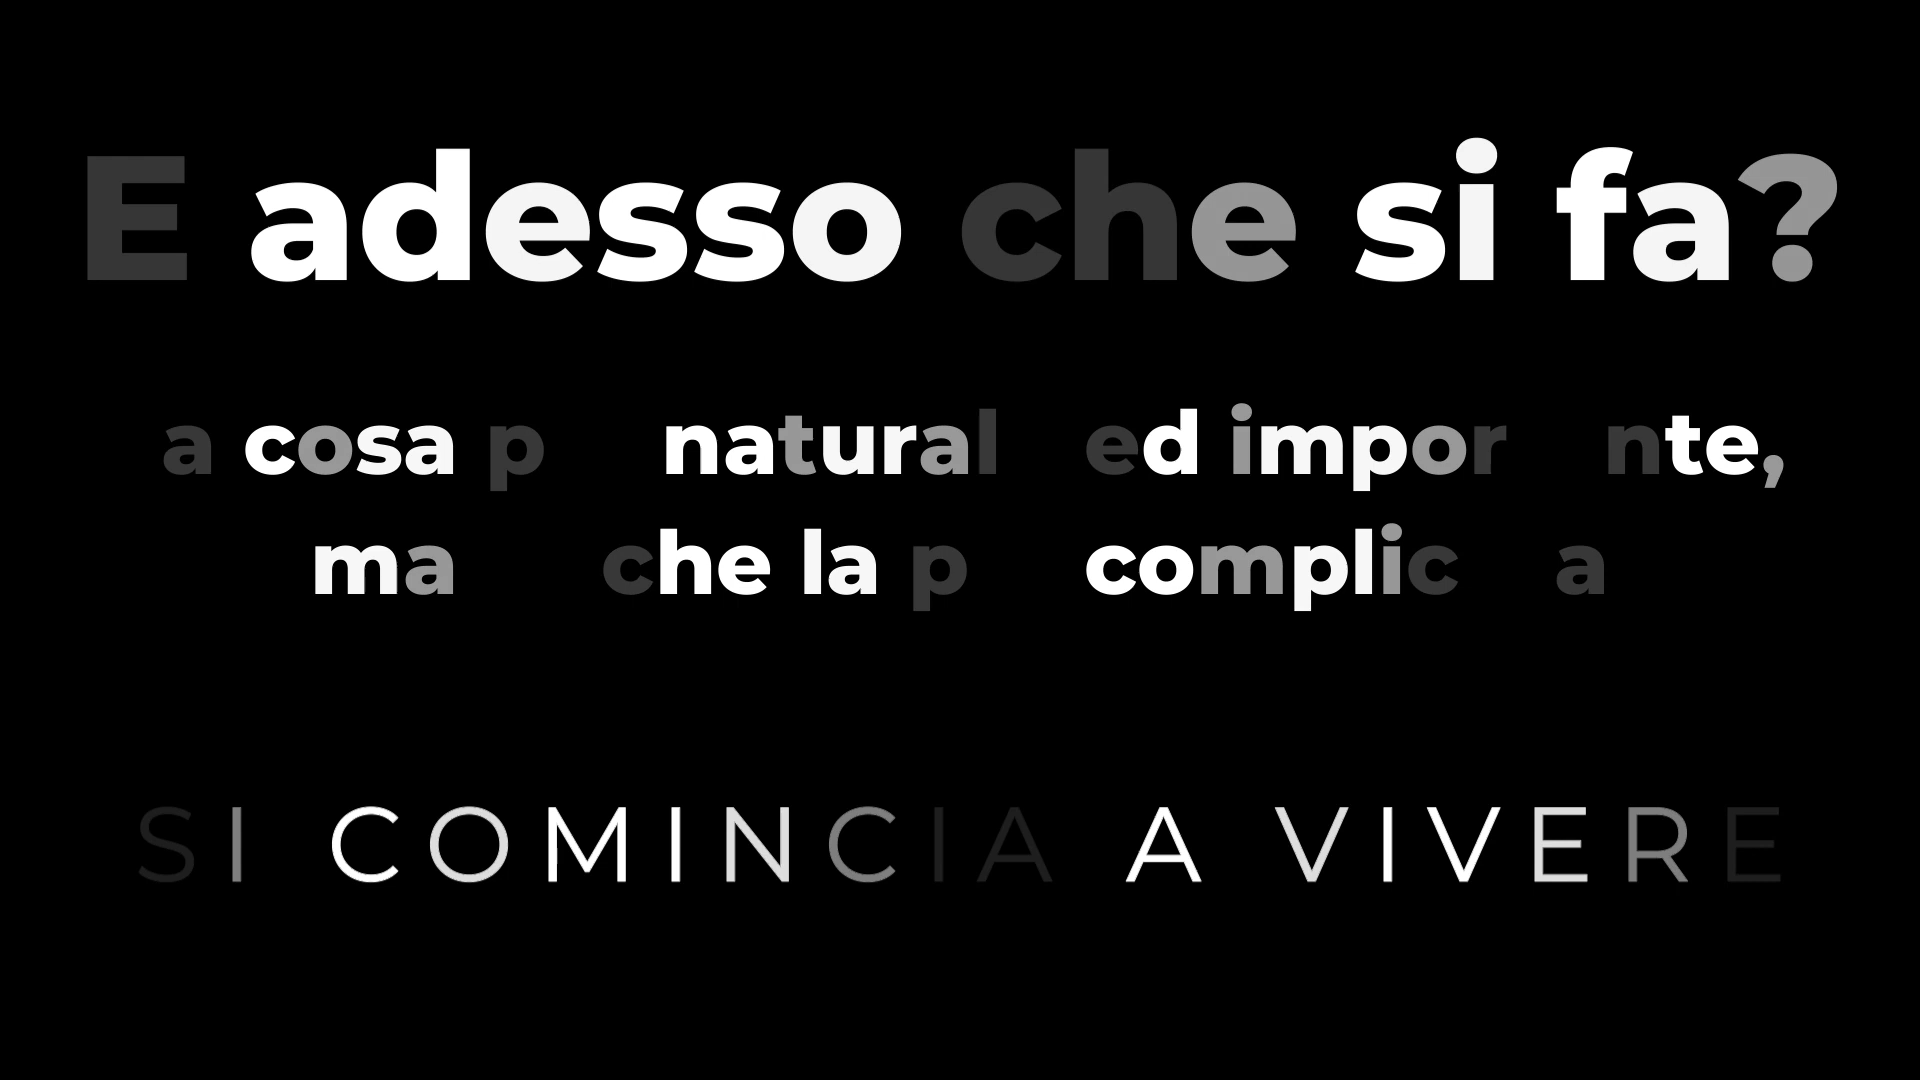 E adesso che si fa?
a cosa p natural ed impor nte,
ma che la p complic a
SI COMINCIA A VIVERE